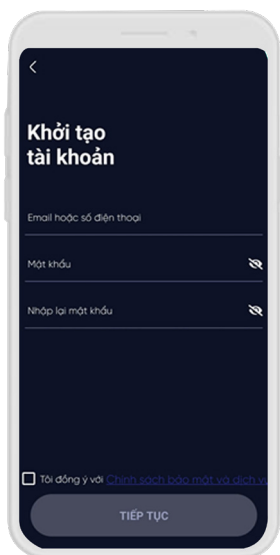 Khởi tạo
tài khoản
Email hoặc số điện thoại
Mật khẩu
Nhập lại mật khẩu
Tôi đồng ý với Chính sách bảo mật và dịch vụ
TIẾP TỤC